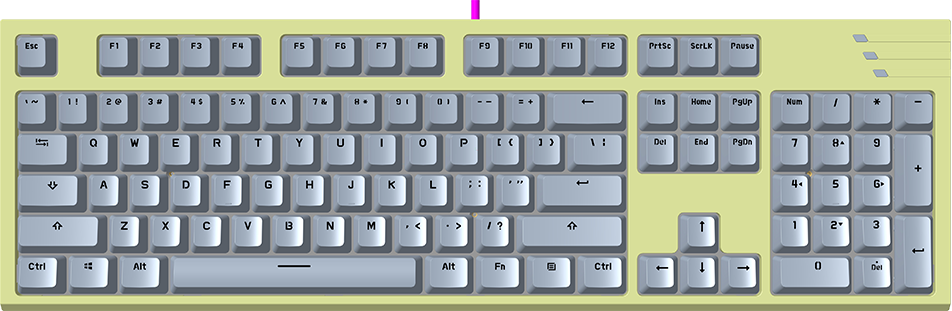 Esc F1 F2 F3 F4 F5 F6 F7 F8 F9 F10 F11 F12 PrtSc ScrLK Pause
` ~ 1 ! 2 @ 3 # 4 $ 5 % 6 ^ 7 & 8 * 9 ( 0 ) - - = + ← Ins Home PgUp Num / * −
Q W E R T Y U I O P [ { ] } \ ¦ Del End PgDn 7 8▲ 9 +
A S D F G H J K L ; : ' " ↵ 4◂ 5 6▸
Z X C V B N M , < . > / ? ↑ 1 2▾ 3 ↵
Ctrl Alt Alt Fn Ctrl ← ↓ → 0 . Del